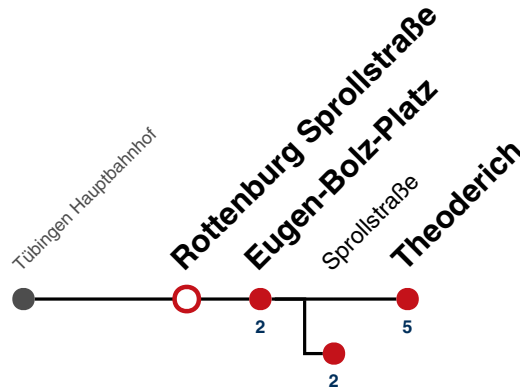 Tübingen Hauptbahnhof
Rottenburg Sprollstraße
Eugen-Bolz-Platz
Sprollstraße
Theoderich
2
5
2